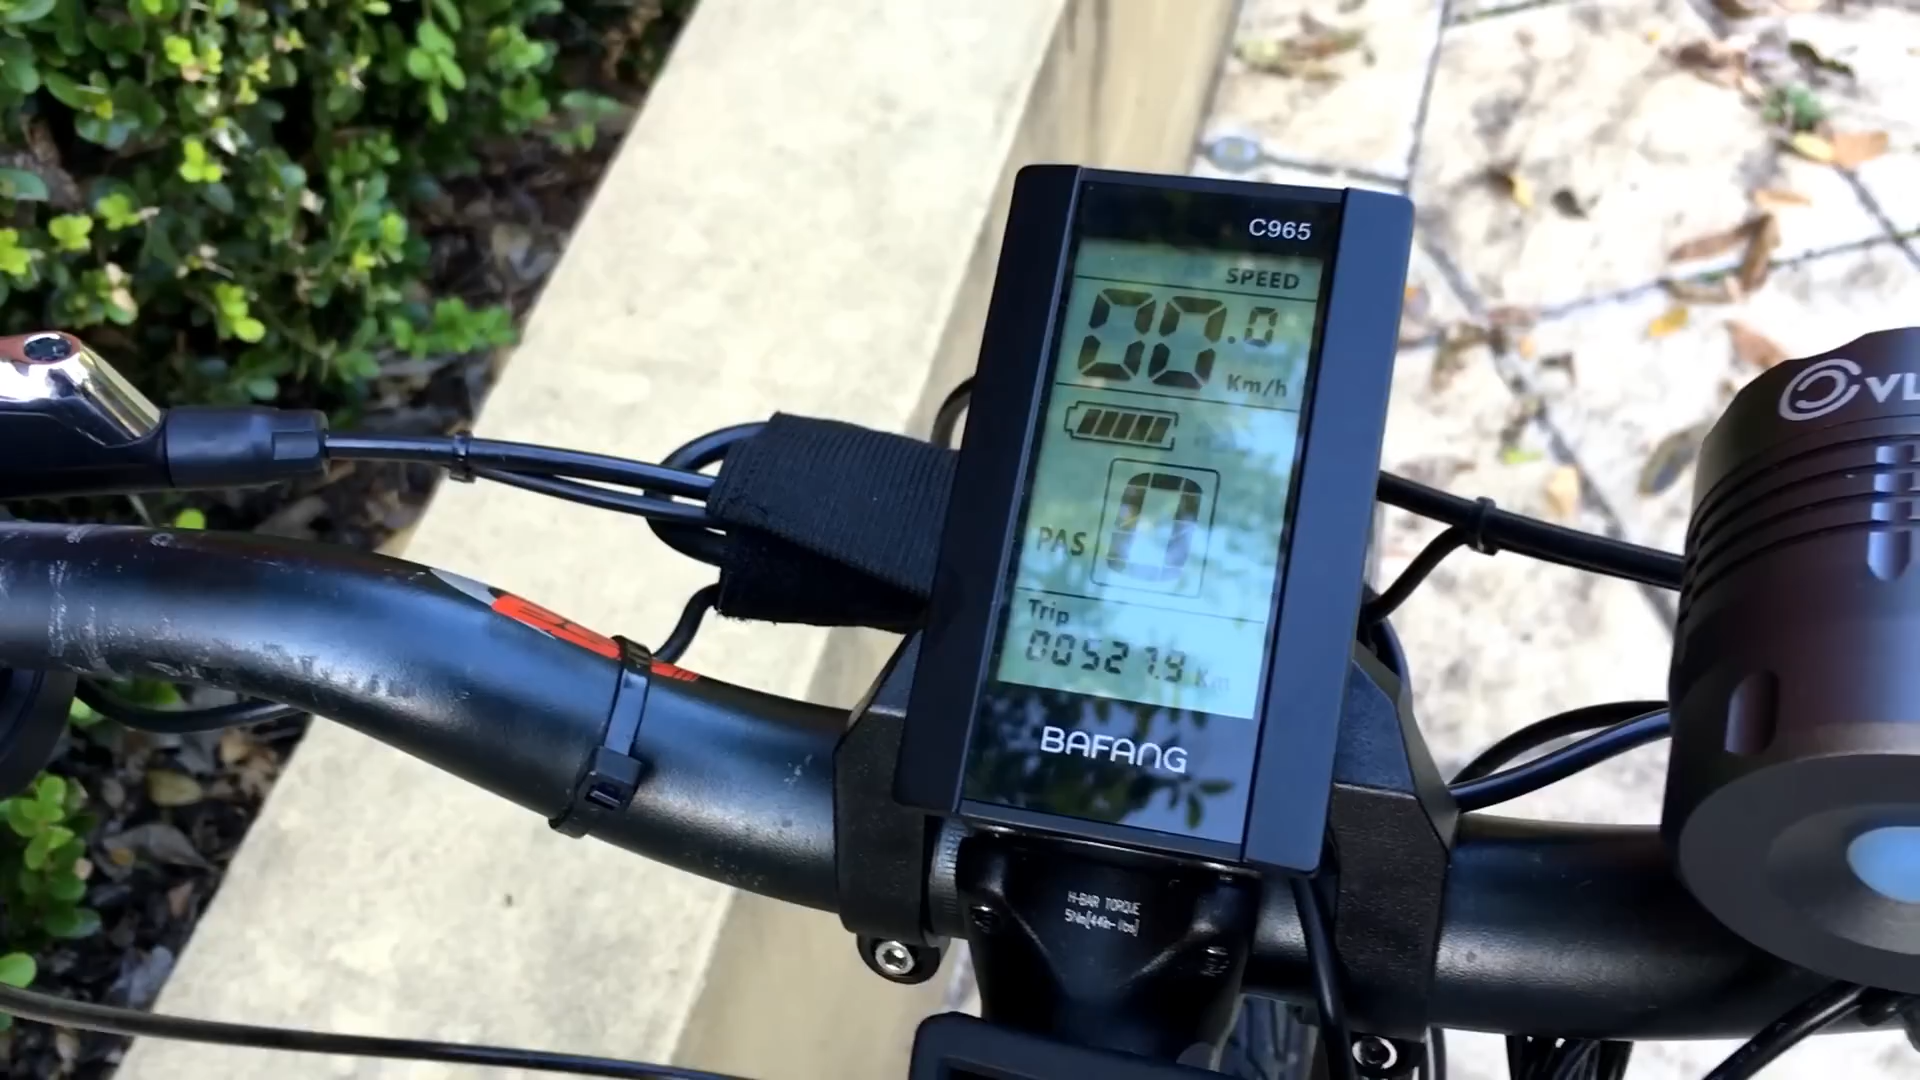 C965
SPEED
00.0
Km/h
PAS
0
Trip
00527.9 Km
BAFANG
H-BAR TORQUE